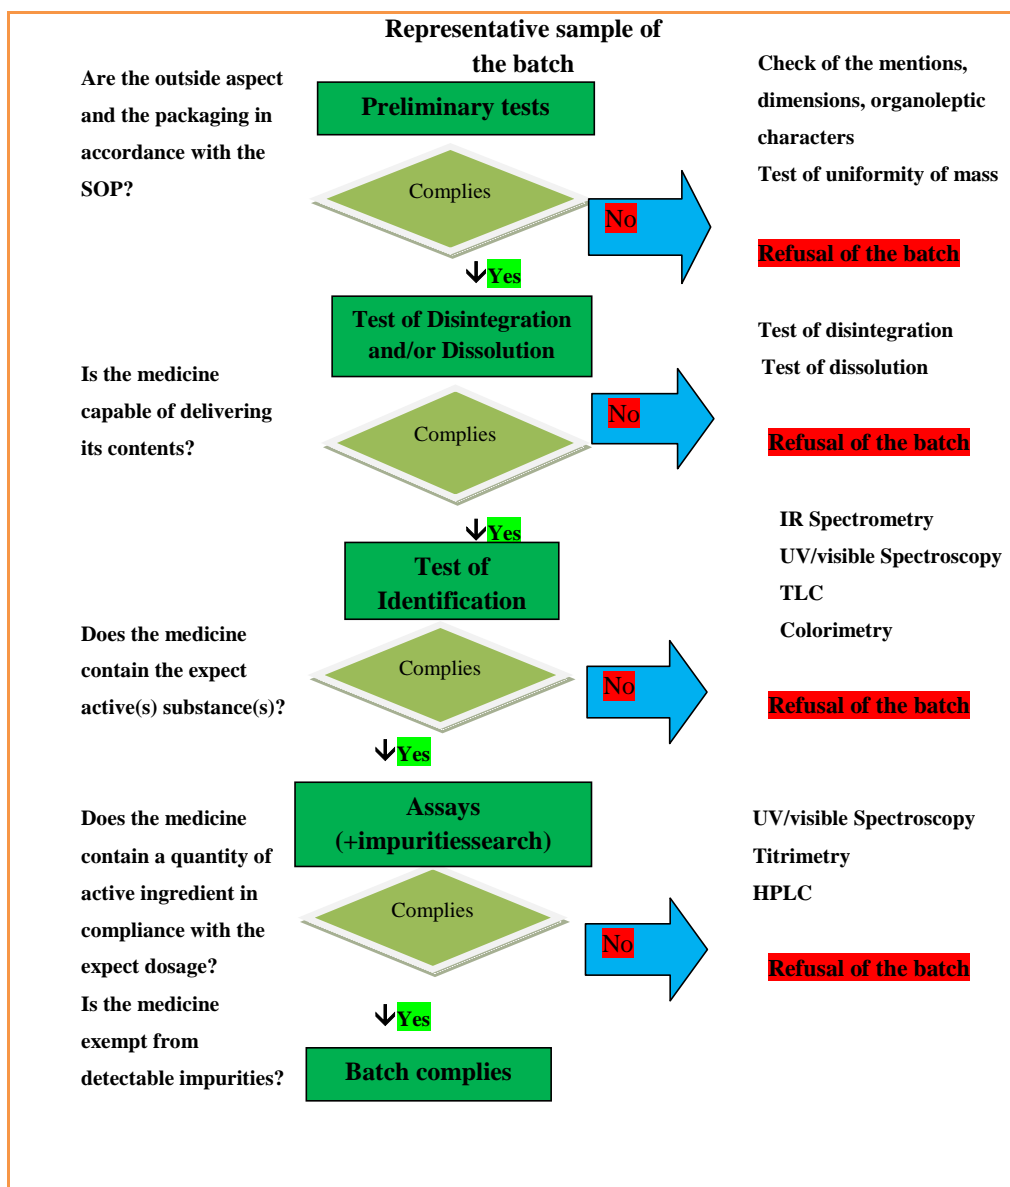 Representative sample of
the batch
Are the outside aspect
and the packaging in
accordance with the
SOP?
Preliminary tests
Check of the mentions,
dimensions, organoleptic
characters
Test of uniformity of mass
Complies
No
Refusal of the batch
↓Yes
Test of Disintegration
and/or Dissolution
Test of disintegration
Test of dissolution
Is the medicine
capable of delivering
its contents?
Complies
No
Refusal of the batch
↓Yes
Test of
Identification
IR Spectrometry
UV/visible Spectroscopy
TLC
Colorimetry
Does the medicine
contain the expect
active(s) substance(s)?
Complies
No
Refusal of the batch
↓Yes
Assays
(+impuritiessearch)
Does the medicine
contain a quantity of
active ingredient in
compliance with the
expect dosage?
Is the medicine
exempt from
detectable impurities?
UV/visible Spectroscopy
Titrimetry
HPLC
Complies
No
Refusal of the batch
↓Yes
Batch complies